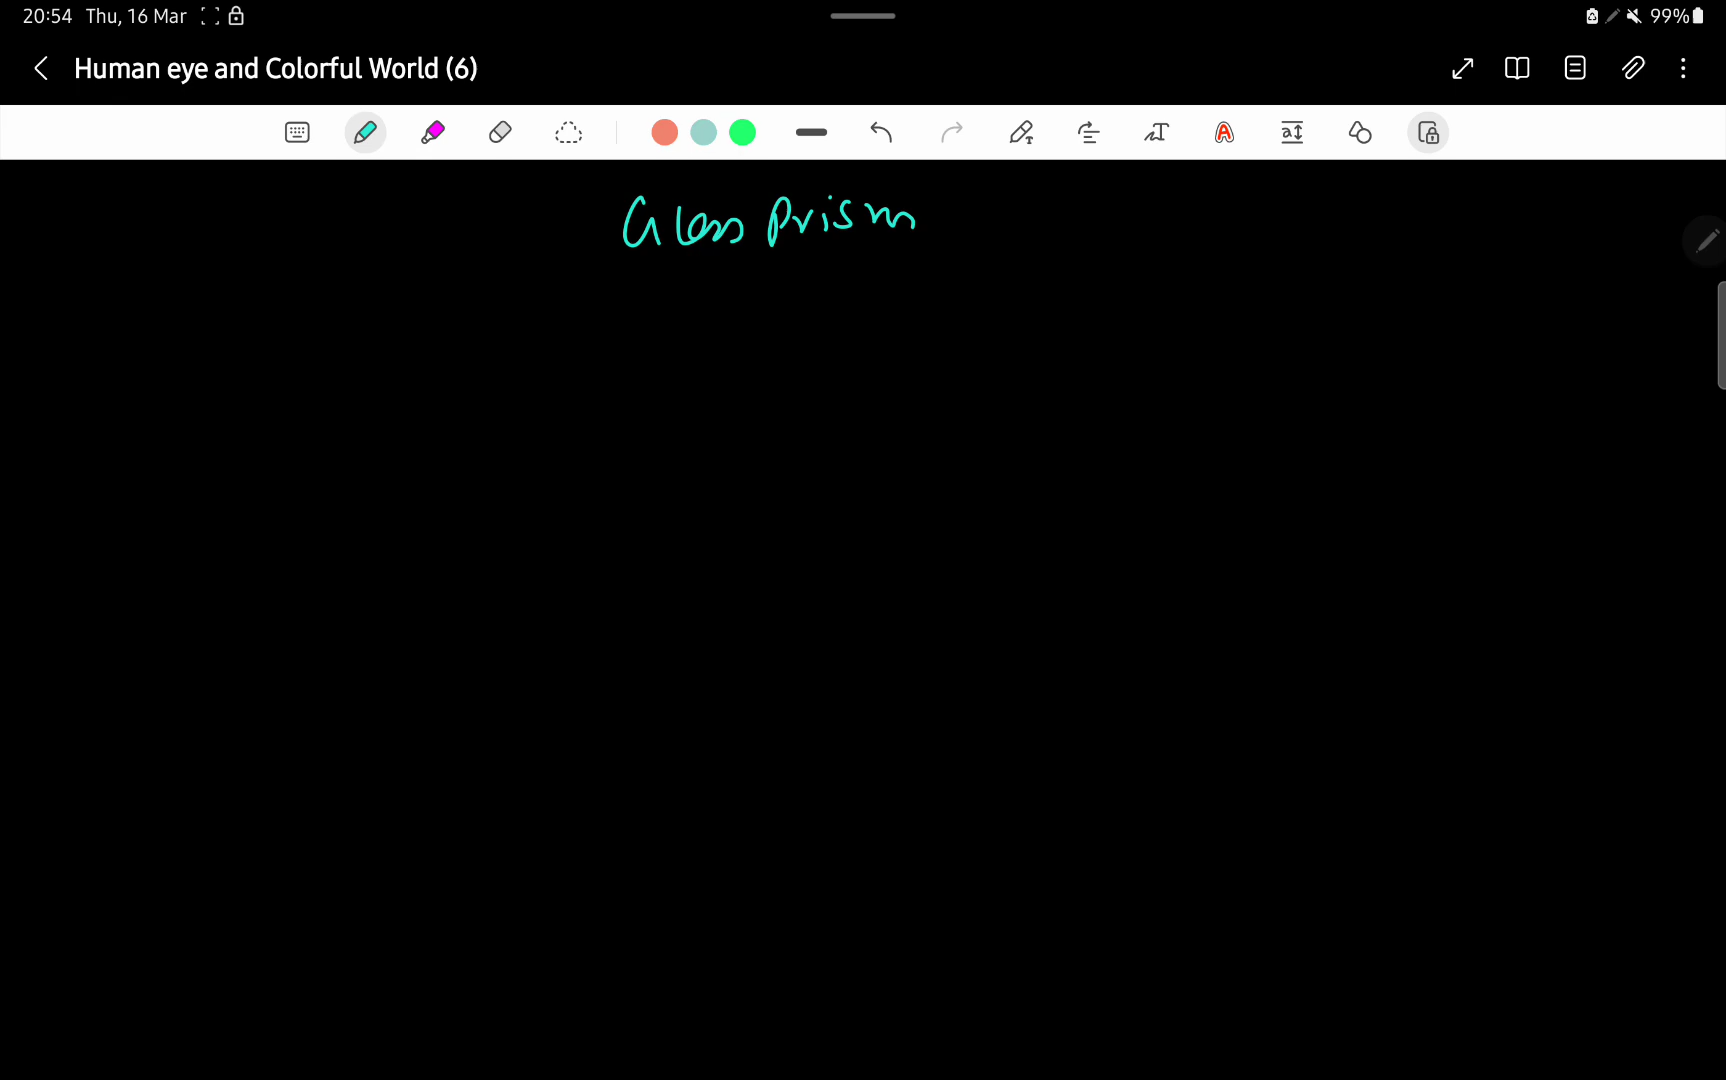 20:54 Thu, 16 Mar 99%
Human eye and Colorful World (6)
Glass prism